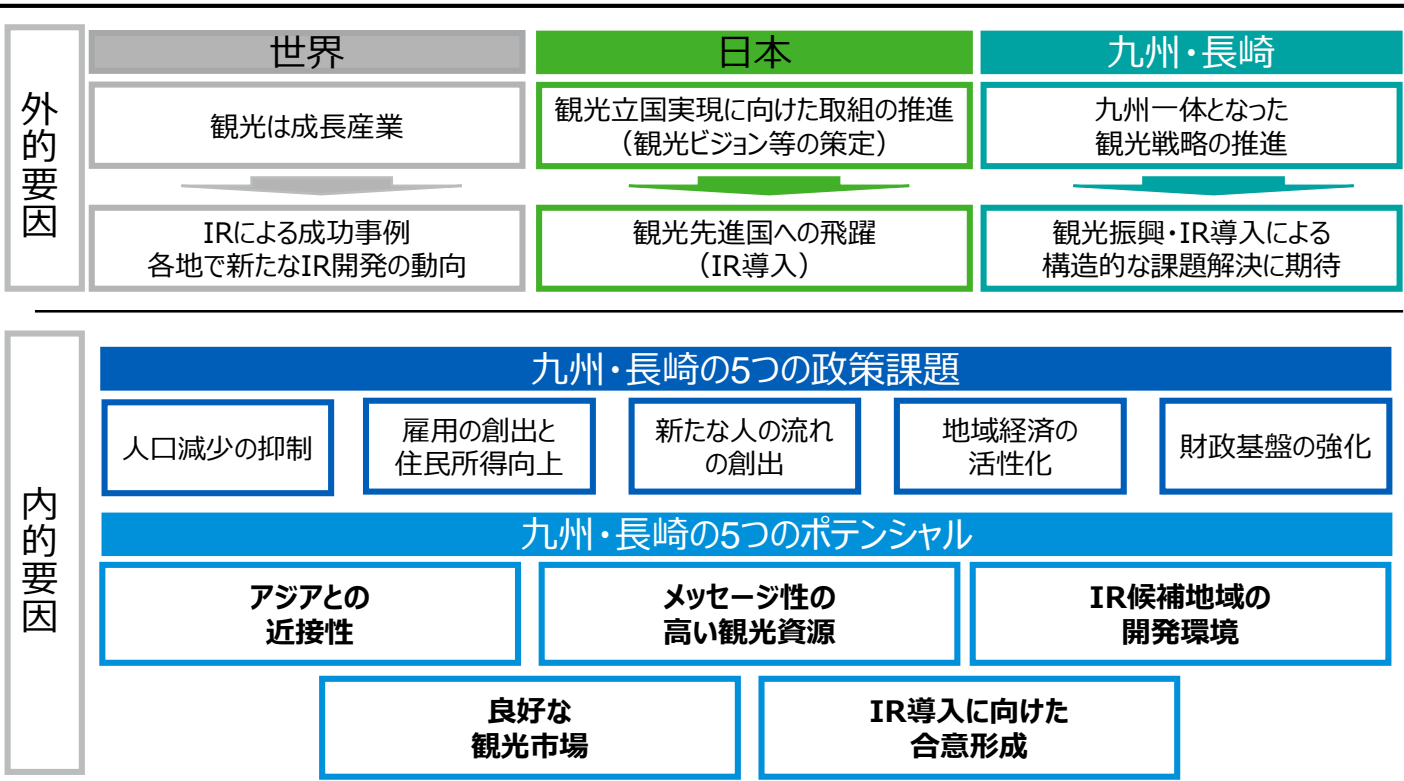 外的要因
世界
日本
九州・長崎
観光は成長産業
観光立国実現に向けた取組の推進
（観光ビジョン等の策定）
九州一体となった
観光戦略の推進
IRによる成功事例
各地で新たなIR開発の動向
観光先進国への飛躍
（IR導入）
観光振興・IR導入による
構造的な課題解決に期待
内的要因
九州・長崎の5つの政策課題
人口減少の抑制
雇用の創出と
住民所得向上
新たな人の流れ
の創出
地域経済の
活性化
財政基盤の強化
九州・長崎の5つのポテンシャル
アジアとの
近接性
メッセージ性の
高い観光資源
IR候補地域の
開発環境
良好な
観光市場
IR導入に向けた
合意形成